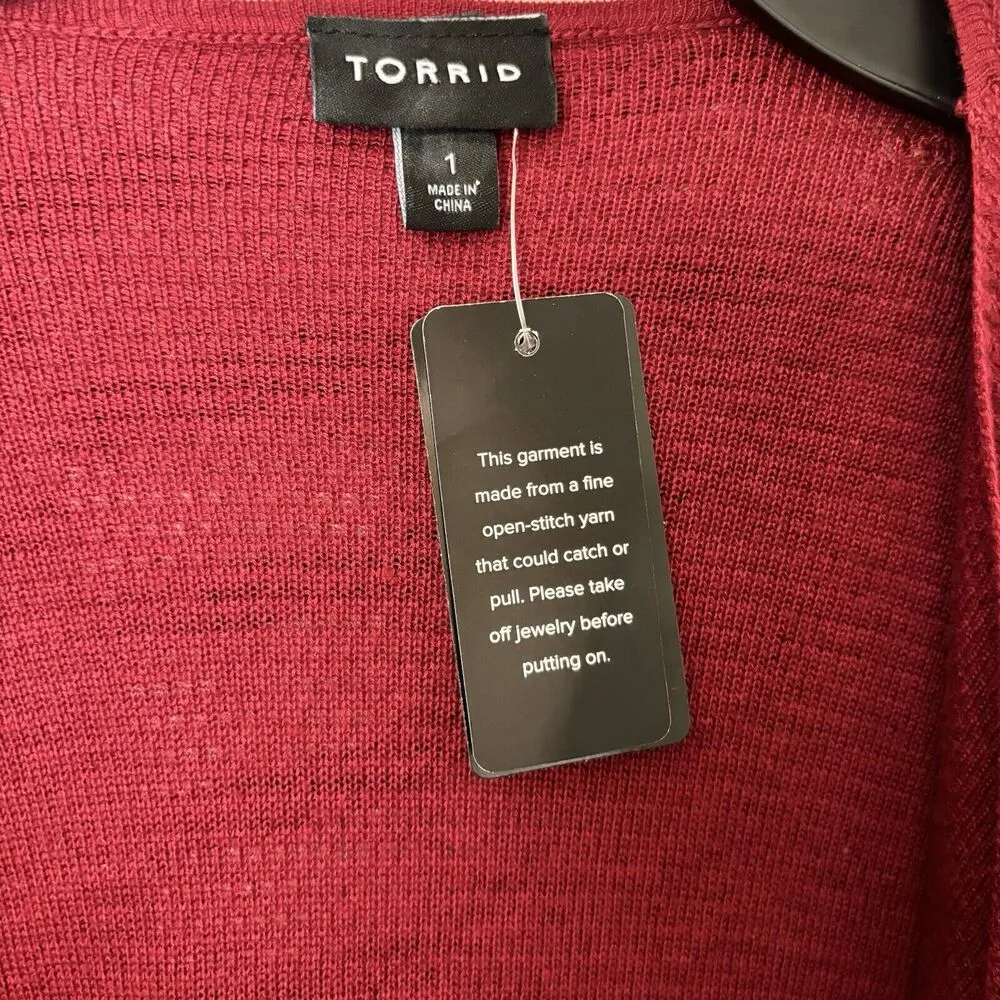 TORRID
1
MADE IN
CHINA
This garment is
made from a fine
open-stitch yarn
that could catch or
pull. Please take
off jewelry before
putting on.